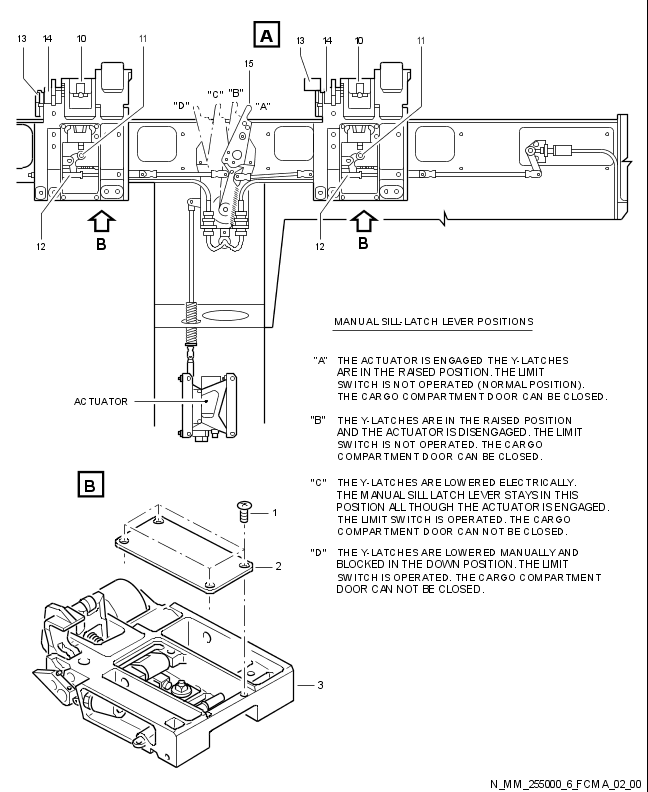 A
13 14 10 11 15 13 14 10 11
"D" "C" "B" "A"
12 B 12 B
MANUAL SILL-LATCH LEVER POSITIONS
"A" THE ACTUATOR IS ENGAGED THE Y-LATCHES
ARE IN THE RAISED POSITION. THE LIMIT
SWITCH IS NOT OPERATED (NORMAL POSITION).
THE CARGO COMPARTMENT DOOR CAN BE CLOSED.
ACTUATOR
"B" THE Y-LATCHES ARE IN THE RAISED POSITION
AND THE ACTUATOR IS DISENGAGED. THE LIMIT
SWITCH IS NOT OPERATED. THE CARGO
COMPARTMENT DOOR CAN BE CLOSED.
"C" THE Y-LATCHES ARE LOWERED ELECTRICALLY.
THE MANUAL SILL LATCH LEVER STAYS IN THIS
POSITION ALL THOUGH THE ACTUATOR IS ENGAGED.
THE LIMIT SWITCH IS OPERATED. THE CARGO
COMPARTMENT DOOR CAN NOT BE CLOSED.
"D" THE Y-LATCHES ARE LOWERED MANUALLY AND
BLOCKED IN THE DOWN POSITION. THE LIMIT
SWITCH IS OPERATED. THE CARGO COMPARTMENT
DOOR CAN NOT BE CLOSED.
B
1
2
3
N_MM_255000_6_FCMA_02_00